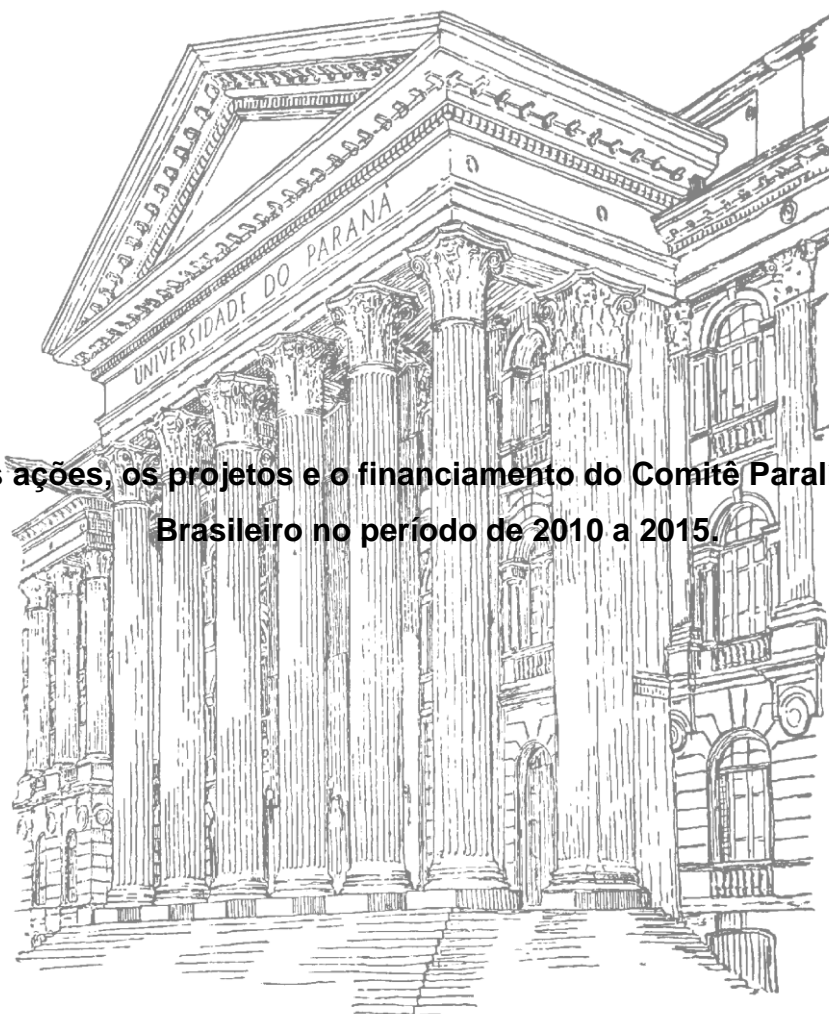 UNIVERSIDADE DO PARANÁ
s ações, os projetos e o financiamento do Comitê Paral
Brasileiro no período de 2010 a 2015.